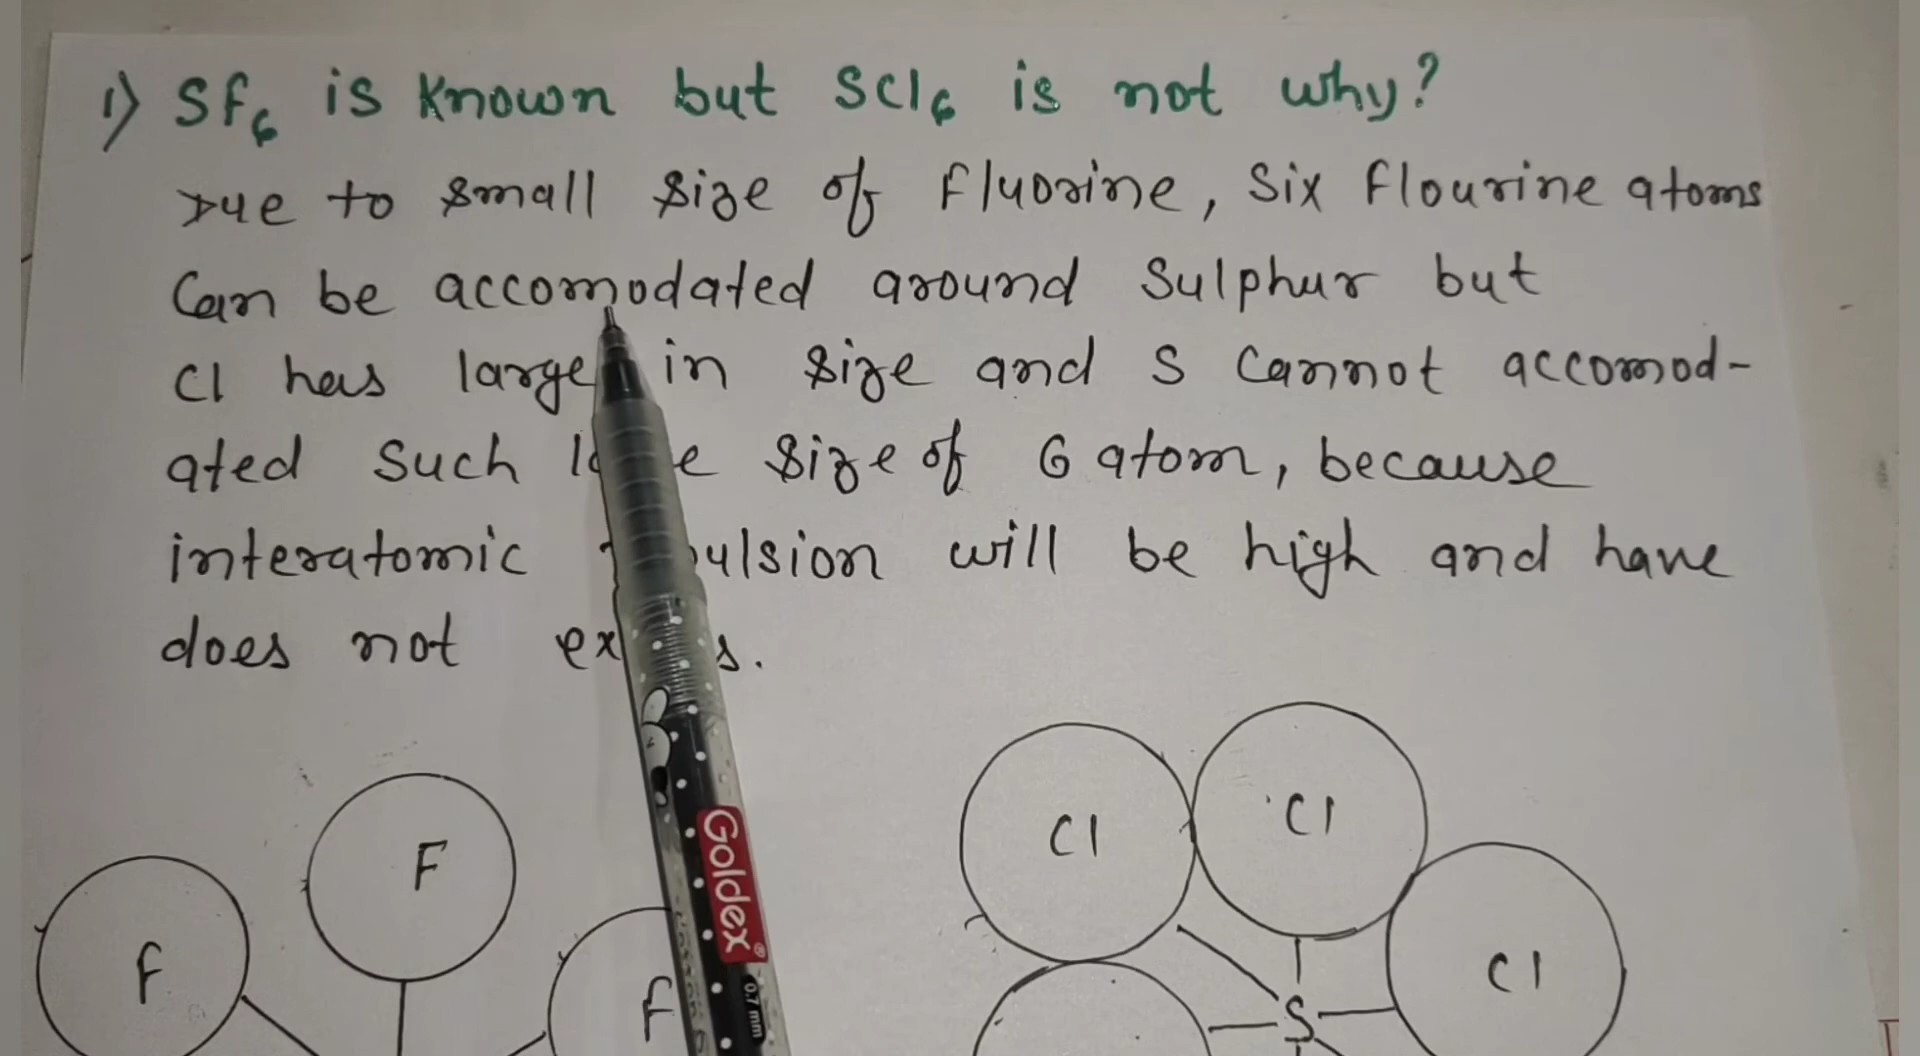 1) SF6 is known but SCl6 is not why?
Due to small size of Fluorine, Six Flourine atoms
Can be accomodated around Sulphur but
Cl has large in size and S cannot accomod-
ated such size of 6 atom, because
interatomic will be high and have
does not
F
F
F
Cl
Cl
Cl
S
Goldex
0.7 mm